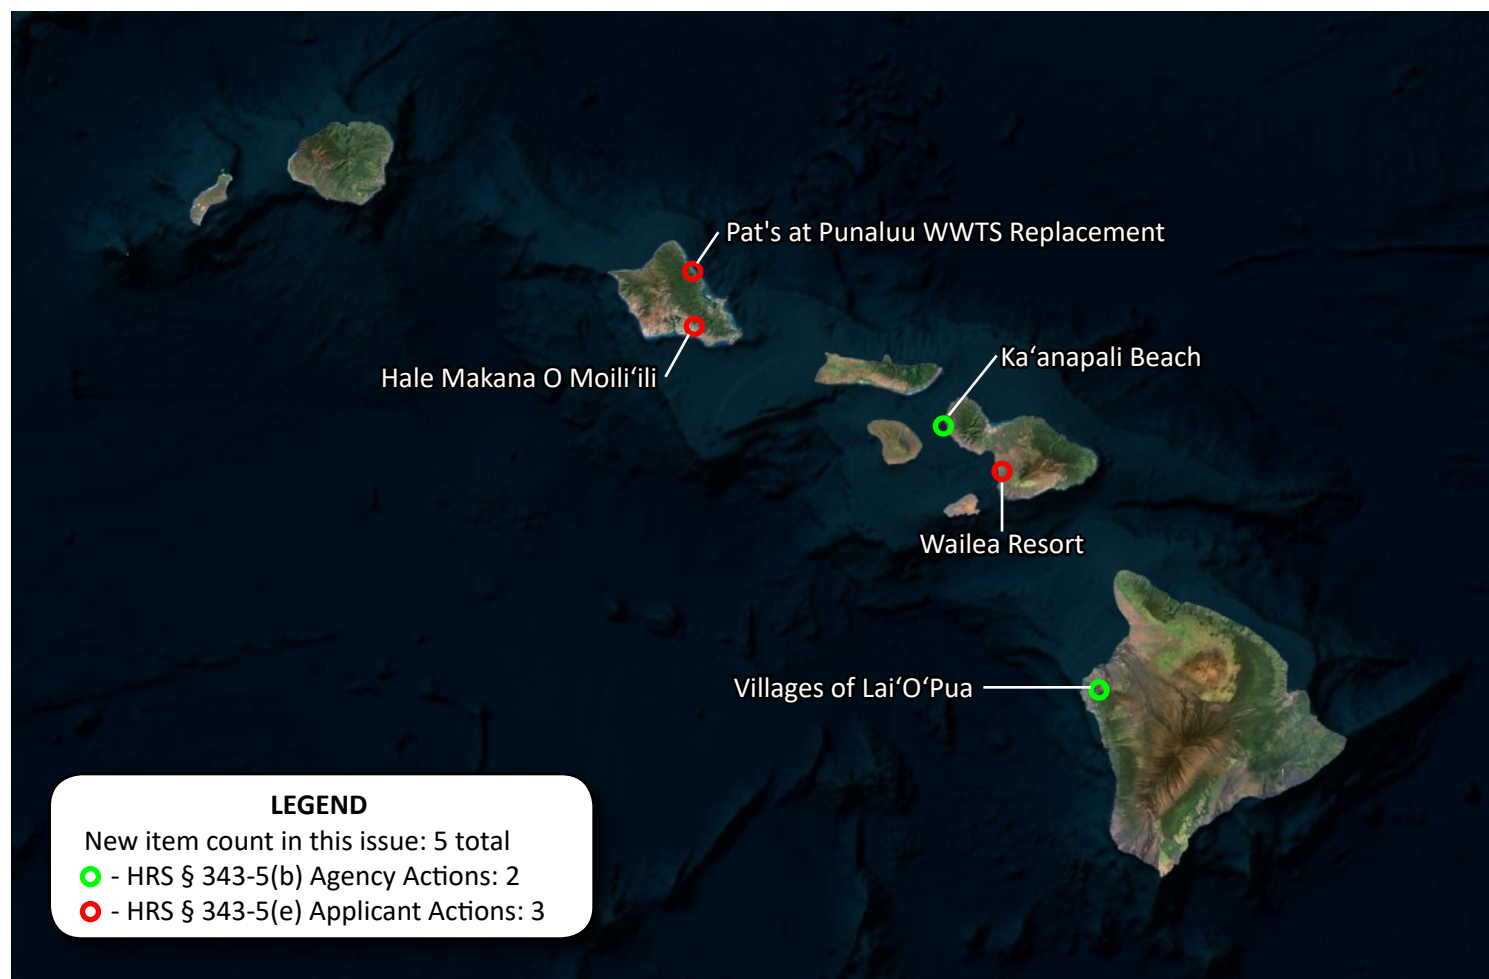 Pat's at Punaluu WWTS Replacement
Hale Makana O Moiliʻili
Kaʻanapali Beach
Wailea Resort
Villages of LaiʻOʻPua
LEGEND
New item count in this issue: 5 total
- HRS § 343-5(b) Agency Actions: 2
- HRS § 343-5(e) Applicant Actions: 3